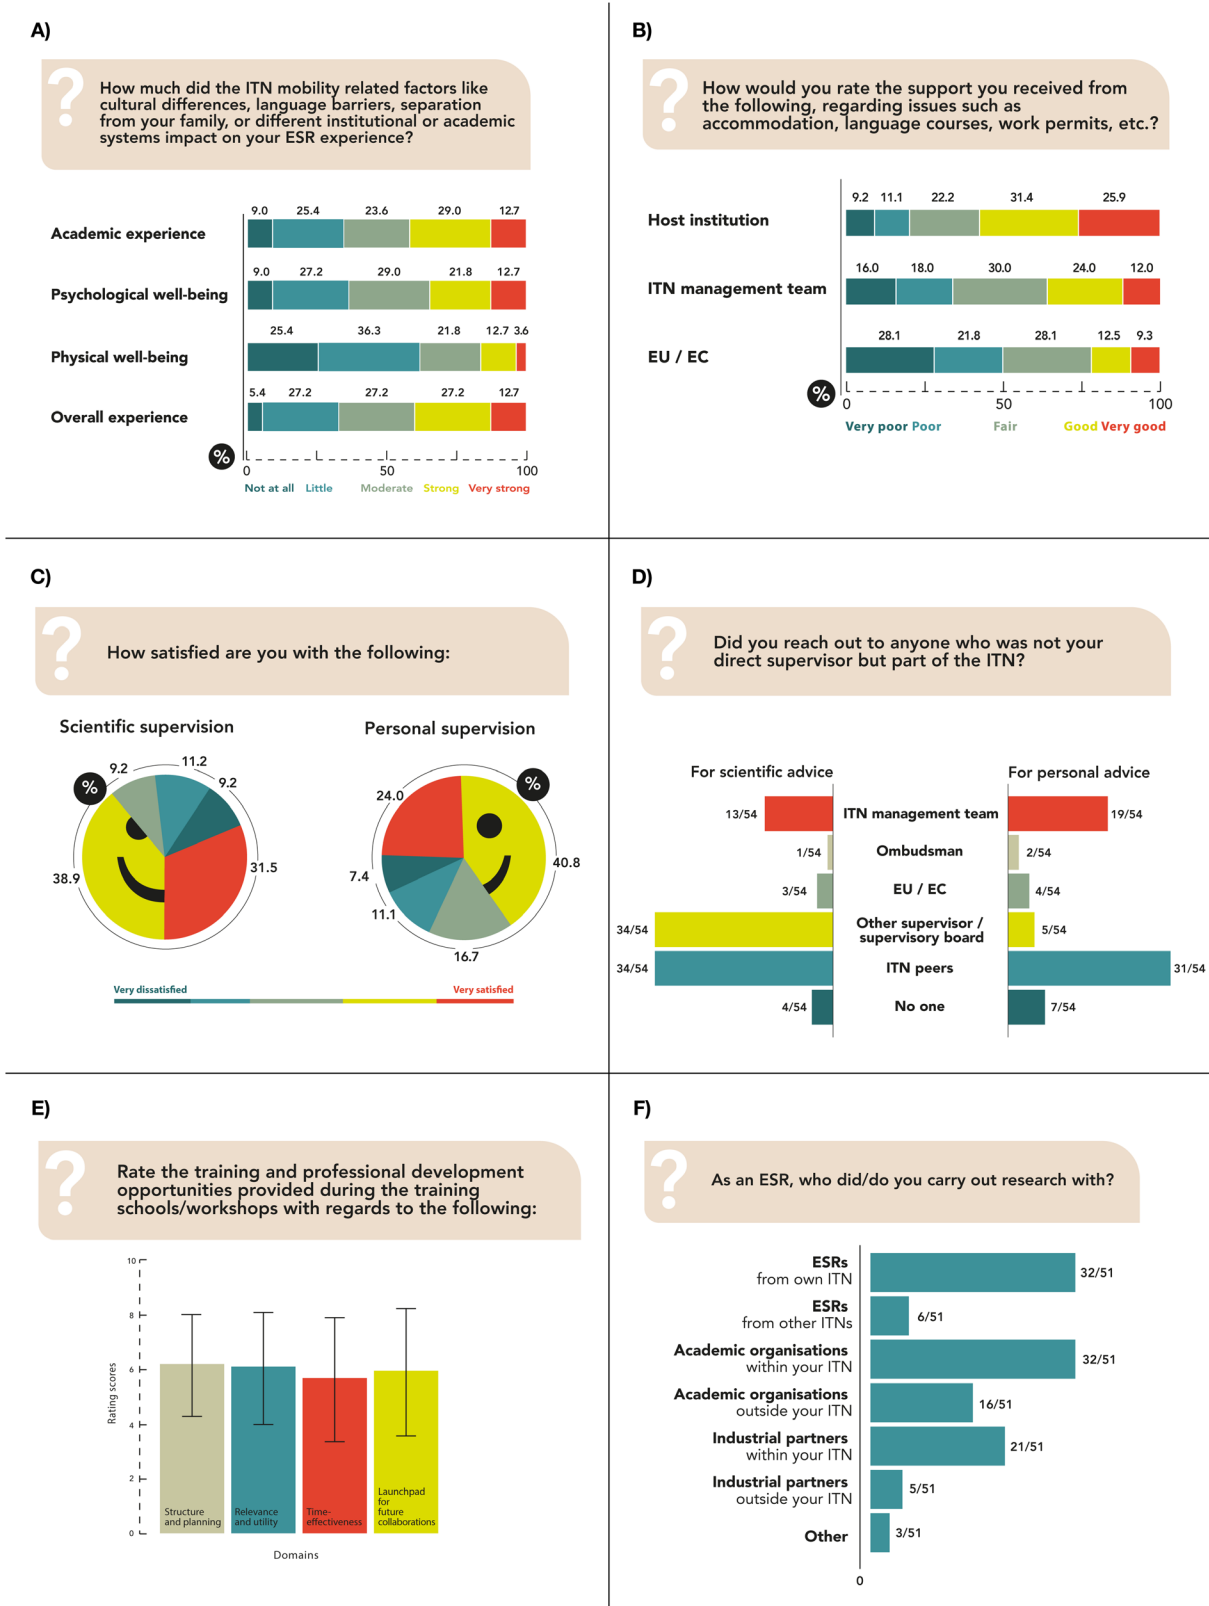 A)
?
How much did the ITN mobility related factors like
cultural differences, language barriers, separation
from your family, or different institutional or academic
systems impact on your ESR experience?
9.0 25.4 23.6 29.0 12.7
Academic experience
9.0 27.2 29.0 21.8 12.7
Psychological well-being
25.4 36.3 21.8 12.7 3.6
Physical well-being
5.4 27.2 27.2 27.2 12.7
Overall experience
%
0 50 100
Not at all Little Moderate Strong Very strong
B)
?
How would you rate the support you received from
the following, regarding issues such as
accommodation, language courses, work permits, etc.?
9.2 11.1 22.2 31.4 25.9
Host institution
16.0 18.0 30.0 24.0 12.0
ITN management team
28.1 21.8 28.1 12.5 9.3
EU / EC
%
0 50 100
Very poor Poor Fair Good Very good
C)
?
How satisfied are you with the following:
Scientific supervision
%
9.2
11.2
9.2
31.5
38.9
Personal supervision
%
24.0
40.8
7.4
11.1
16.7
Very dissatisfied Very satisfied
D)
?
Did you reach out to anyone who was not your
direct supervisor but part of the ITN?
For scientific advice For personal advice
13/54 ITN management team 19/54
1/54 Ombudsman 2/54
3/54 EU / EC 4/54
Other supervisor /
34/54 supervisory board 5/54
34/54 ITN peers 31/54
4/54 No one 7/54
E)
?
Rate the training and professional development
opportunities provided during the training
schools/workshops with regards to the following:
10
8
6
4
2
0
Rating scores
Structure
and planning
Relevance
and utility
Time-
effectiveness
Launchpad
for
future
collaborations
Domains
F)
?
As an ESR, who did/do you carry out research with?
ESRs
from own ITN
32/51
ESRs
from other ITNs
6/51
Academic organisations
within your ITN
32/51
Academic organisations
outside your ITN
16/51
Industrial partners
within your ITN
21/51
Industrial partners
outside your ITN
5/51
Other
3/51
0